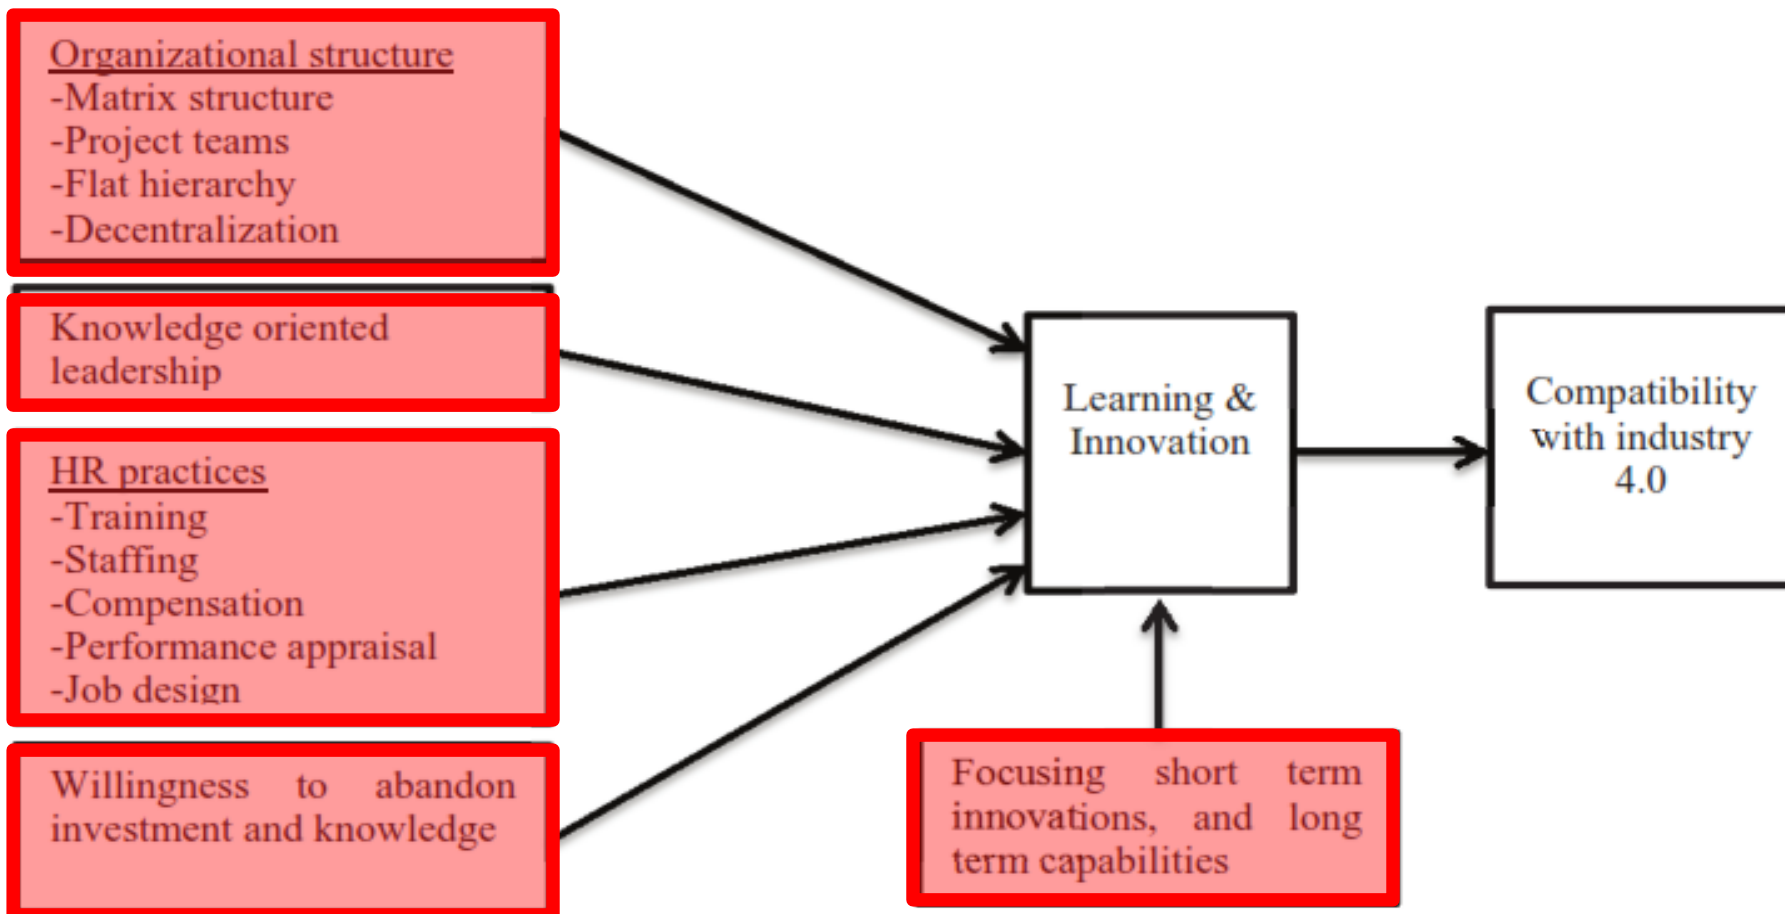 Organizational structure
-Matrix structure
-Project teams
-Flat hierarchy
-Decentralization
Knowledge oriented
leadership
HR practices
-Training
-Staffing
-Compensation
-Performance appraisal
-Job design
Willingness to abandon
investment and knowledge
Learning &
Innovation
Compatibility
with industry
4.0
Focusing short term
innovations, and long
term capabilities